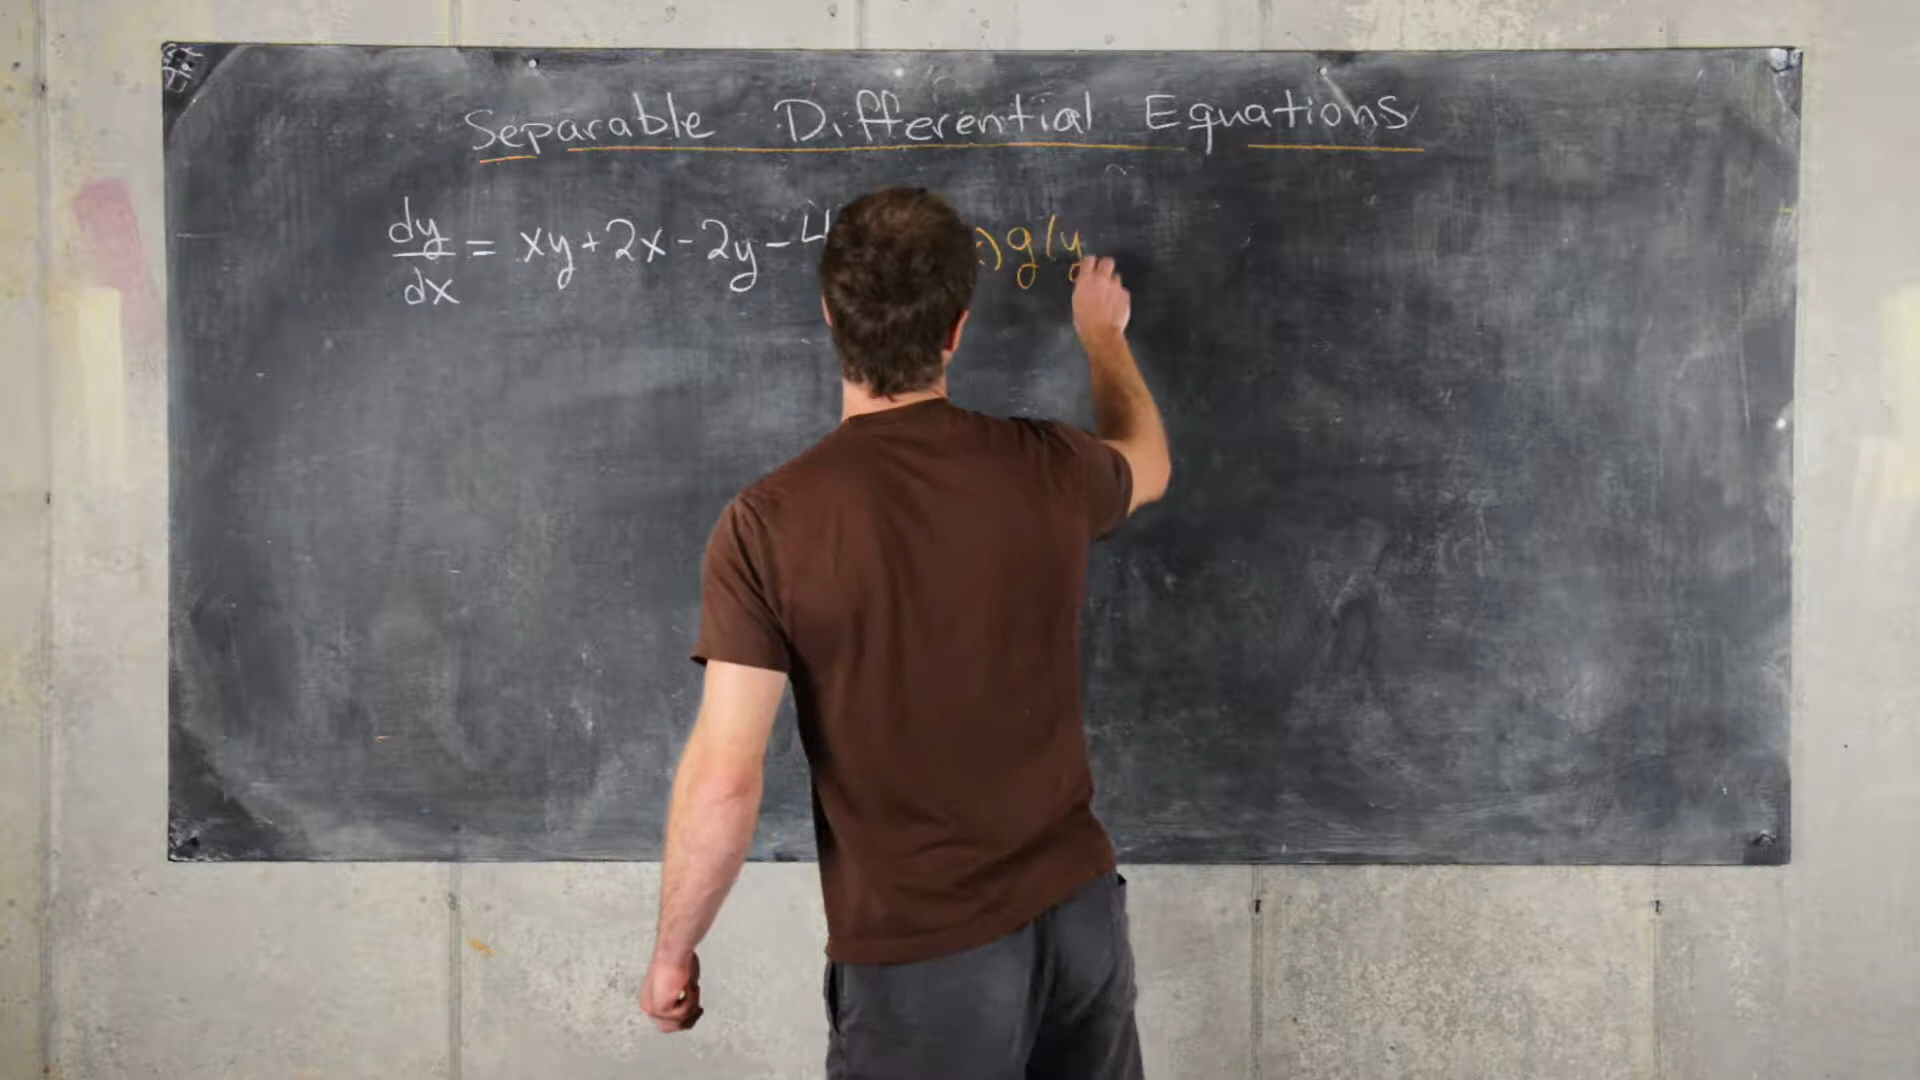 Separable Differential Equations
dy/dx = xy+2x-2y-4 ) g(y